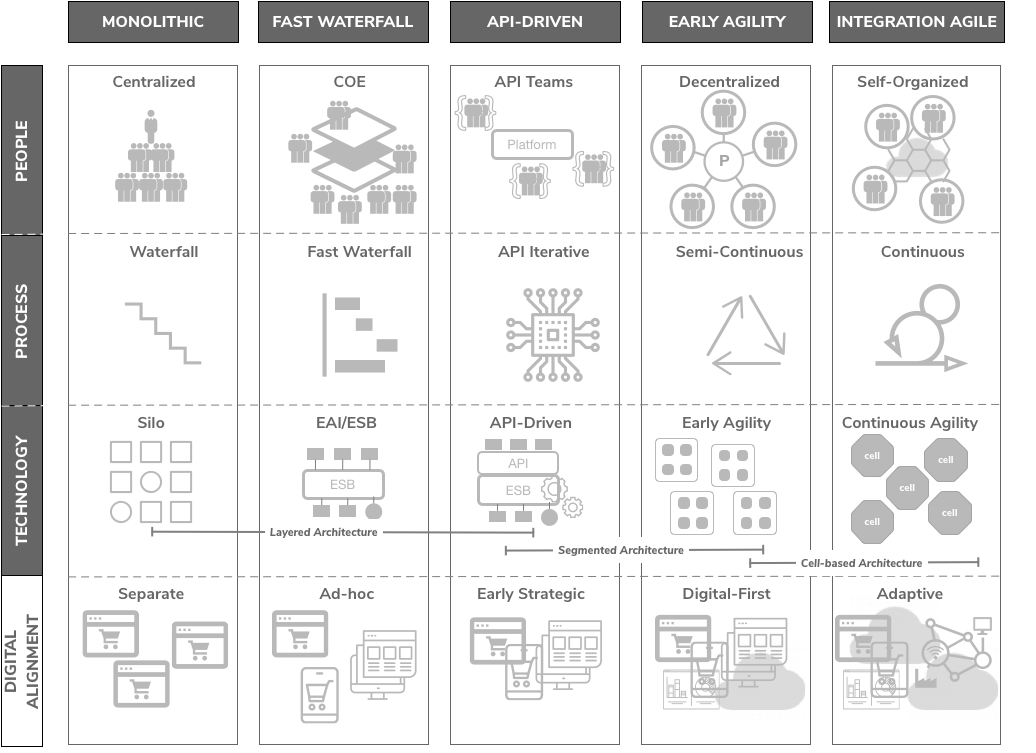 MONOLITHIC
FAST WATERFALL
API-DRIVEN
EARLY AGILITY
INTEGRATION AGILE
PEOPLE
Centralized
COE
API Teams
Platform
Decentralized
P
Self-Organized
PROCESS
Waterfall
Fast Waterfall
API Iterative
Semi-Continuous
Continuous
TECHNOLOGY
Silo
EAI/ESB
ESB
API-Driven
API
ESB
Early Agility
Continuous Agility
cell
cell
cell
cell
cell
Layered Architecture
Segmented Architecture
Cell-based Architecture
DIGITAL
ALIGNMENT
Separate
Ad-hoc
Early Strategic
Digital-First
Adaptive